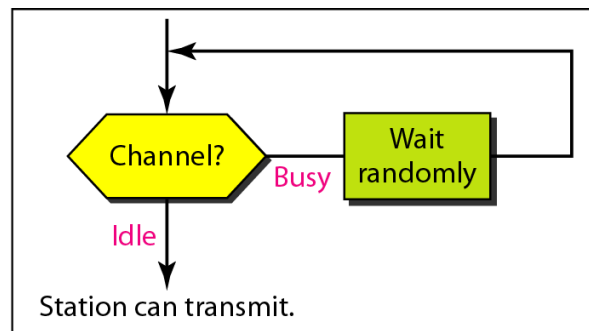 Channel?
Busy
Wait
randomly
Idle
Station can transmit.